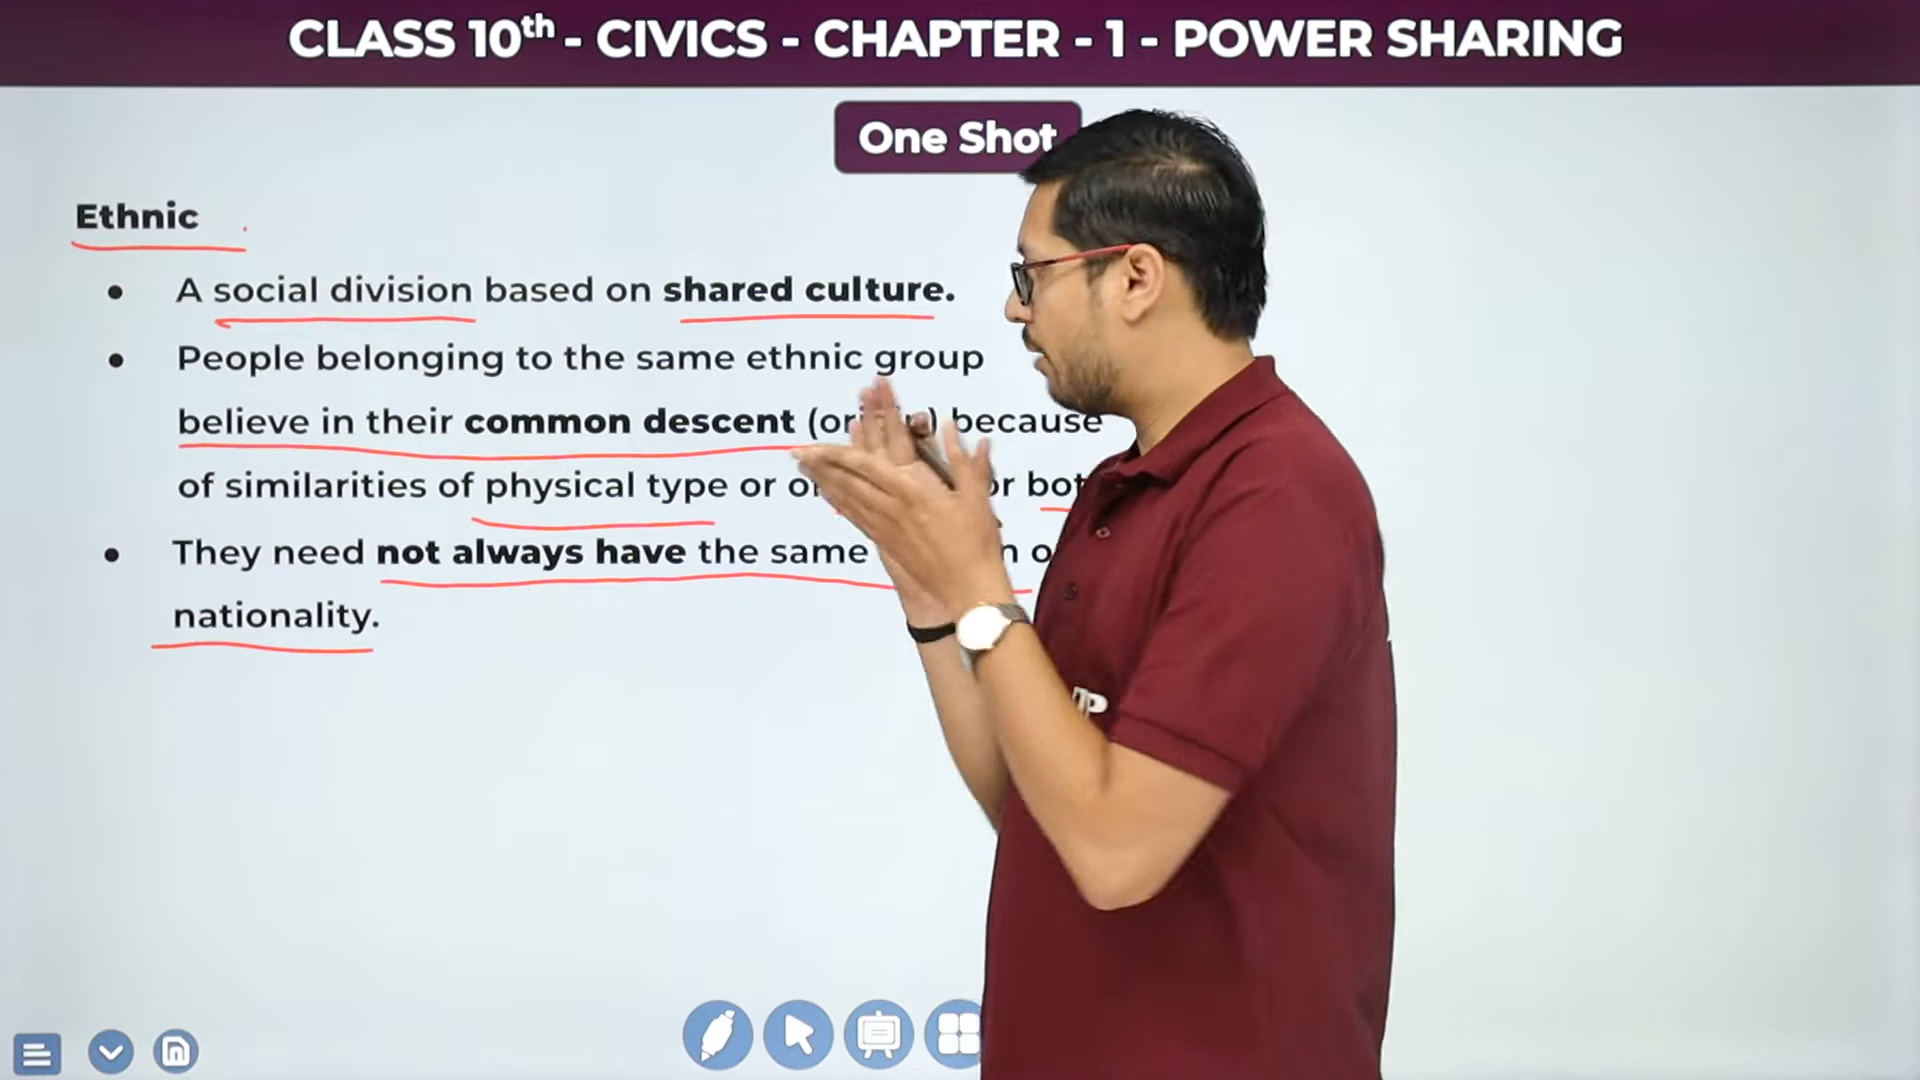 CLASS 10th - CIVICS - CHAPTER - 1 - POWER SHARING
One Shot
Ethnic
• A social division based on shared culture.
• People belonging to the same ethnic group
believe in their common descent (origin) because
of similarities of physical type or or
• They need not always have the same
nationality.